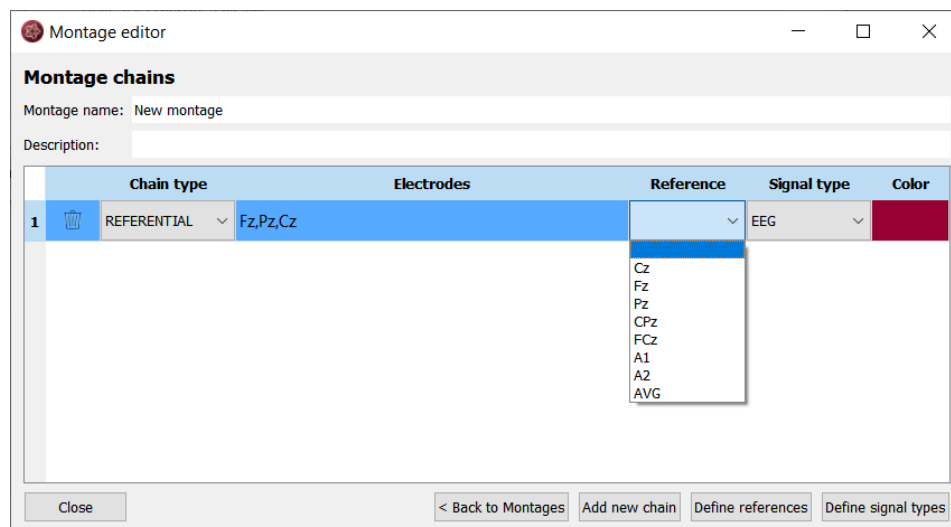 Montage editor
Montage chains
Montage name: New montage
Description:
Chain type Electrodes Reference Signal type Color
1 REFERENTIAL Fz,Pz,Cz EEG
Cz
Fz
Pz
CPz
FCz
A1
A2
AVG
Close < Back to Montages Add new chain Define references Define signal types